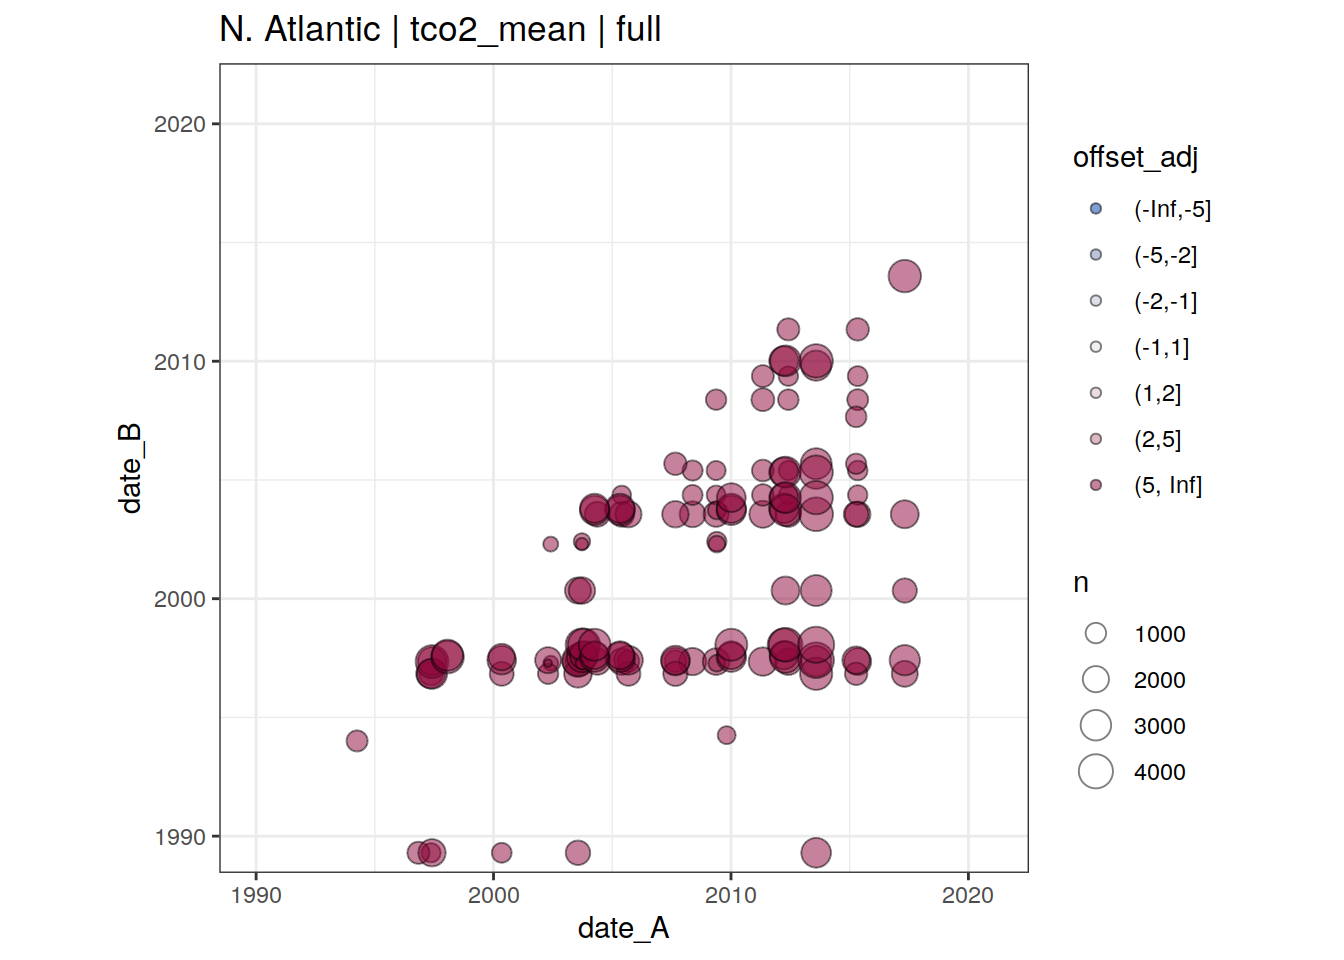 N. Atlantic | tco2_mean | full
2020
2010
2000
1990
date_B
1990
2000
2010
2020
date_A
offset_adj
(-Inf,-5]
(-5,-2]
(-2,-1]
(-1,1]
(1,2]
(2,5]
(5, Inf]
n
1000
2000
3000
4000